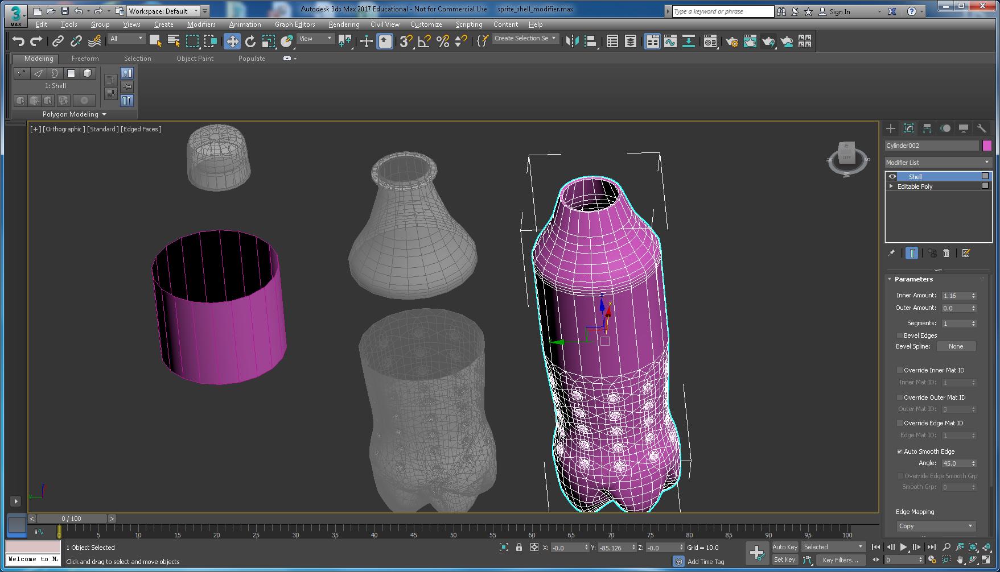 3
MAX
Workspace: Default
Autodesk 3ds Max 2017 Educational - Not for Commercial Use sprite_shell_modifier.max
Type a keyword or phrase
Sign In
Edit Tools Group Views Create Modifiers Animation Graph Editors Rendering Civil View Customize Scripting Content Help
All
View
3
Create Selection Se
Modeling Freeform Selection Object Paint Populate
1: Shell
Polygon Modeling
[+] [Orthographic] [Standard] [Edged Faces]
LEFT
W
S
Cylinder002
Modifier List
Shell
Editable Poly
Parameters
Inner Amount: 1.16
Outer Amount: 0.0
Segments: 1
Bevel Edges
Bevel Spline: None
Override Inner Mat ID
Inner Mat ID: 1
Override Outer Mat ID
Outer Mat ID: 3
Override Edge Mat ID
Edge Mat ID: 1
Auto Smooth Edge
Angle: 45.0
Override Edge Smooth Grp
Smooth Grp: 0
Edge Mapping
Copy
x
z
y
< 0 / 100 >
0 5 10 15 20 25 30 35 40 45 50 55 60 65 70 75 80 85 90 95 100
Welcome to M
1 Object Selected
Click and drag to select and move objects
X: -0.0 Y: -85.126 Z: -0.0 Grid = 10.0
Add Time Tag
Auto Key Selected
Set Key Key Filters...
0